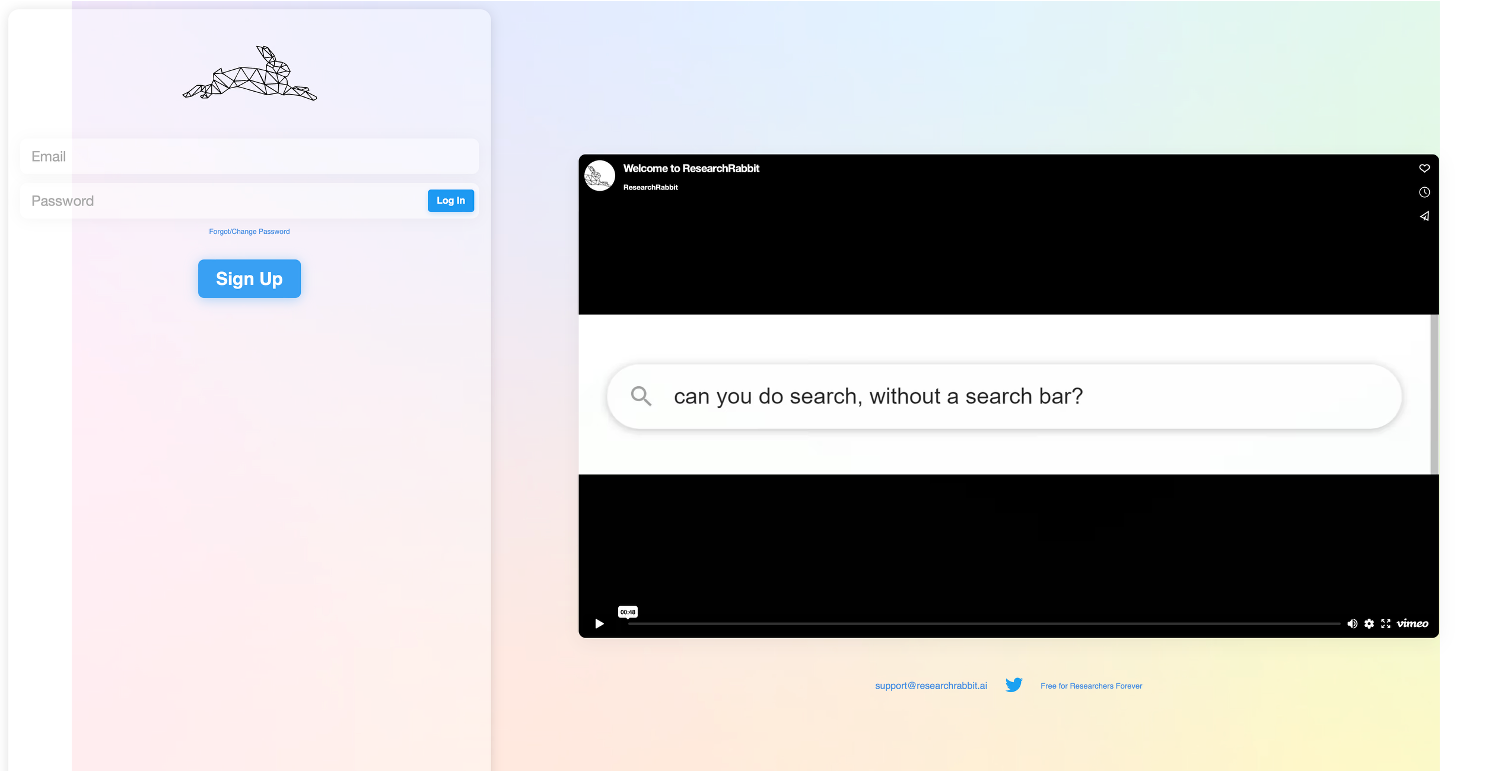 Email
Password
Log In
Forgot/Change Password
Sign Up
Welcome to ResearchRabbit
ResearchRabbit
can you do search, without a search bar?
00:48
vimeo
support@researchrabbit.ai
Free for Researchers Forever